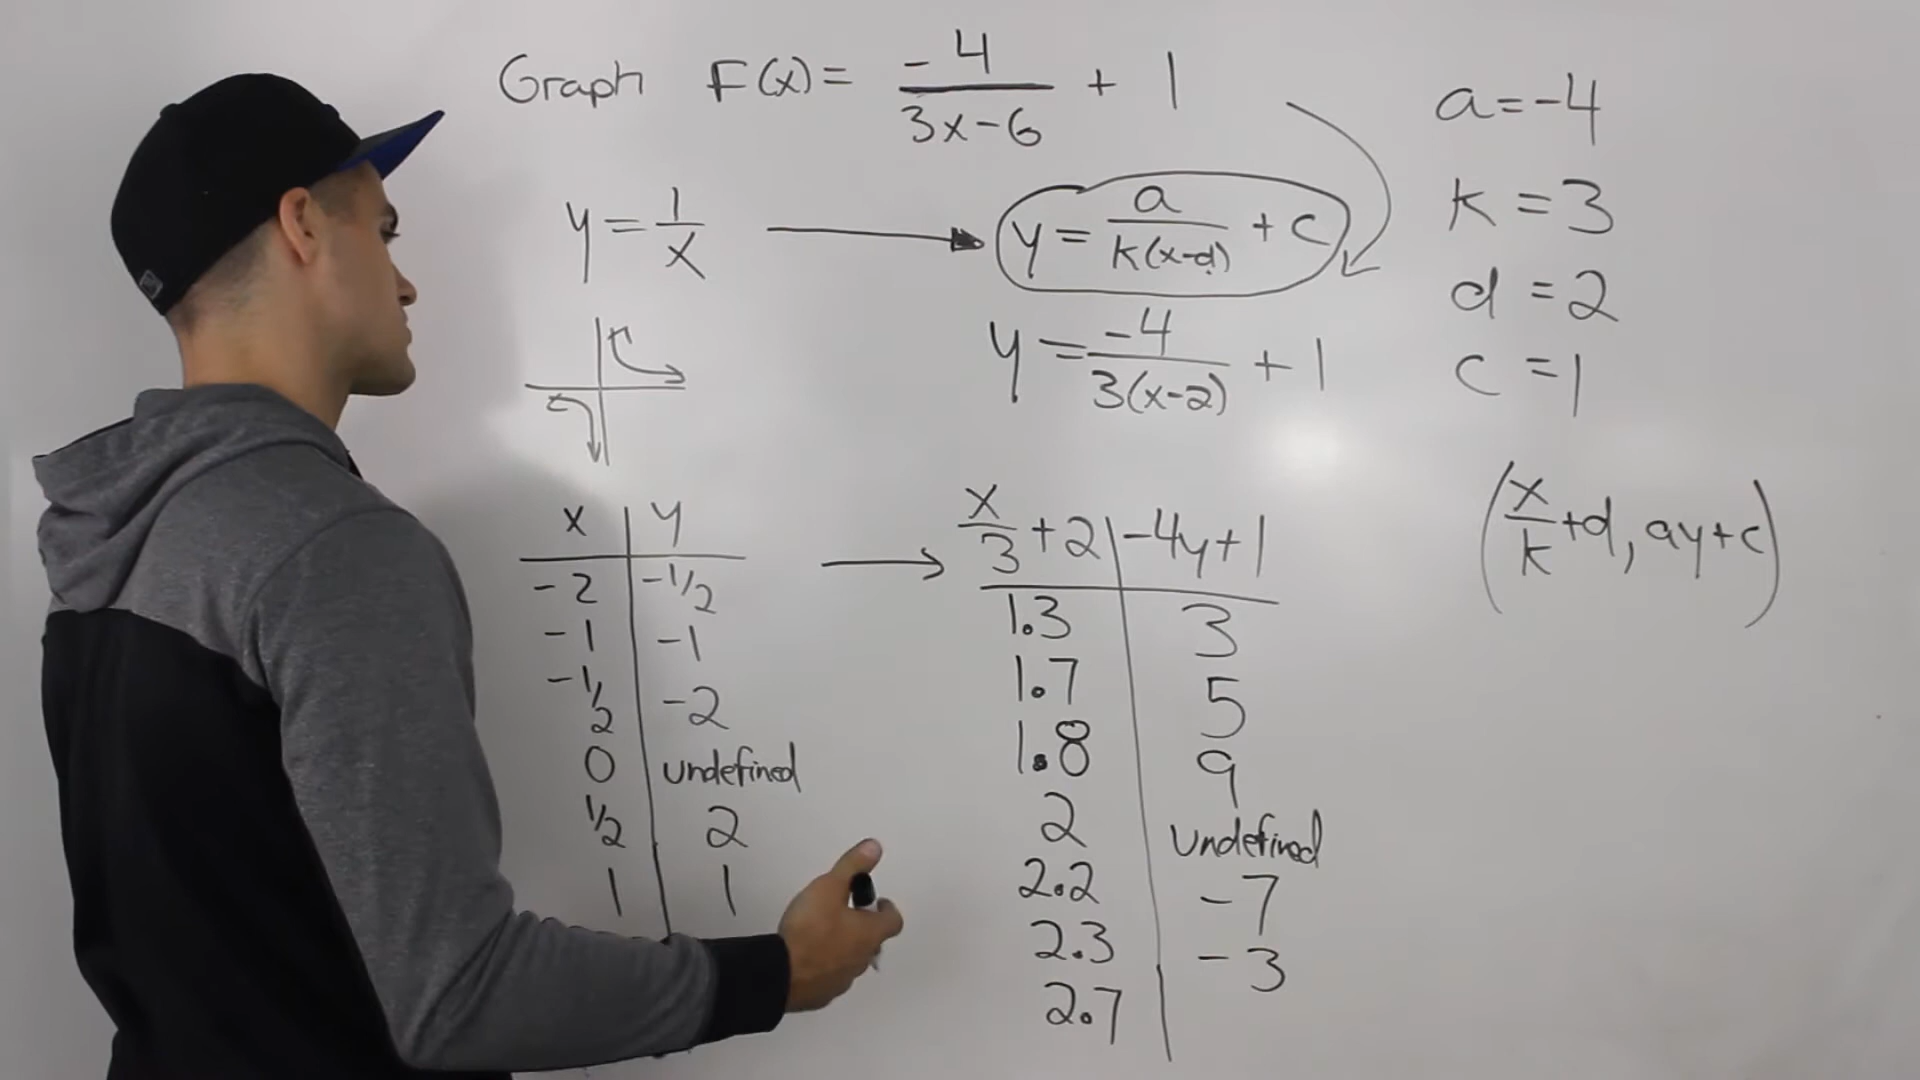 Graph F(x) = -4/(3x-6) + 1
y = 1/x → y = a/(k(x-d)) + c
y = -4/(3(x-2)) + 1
a=-4
k = 3
d = 2
c = 1
(x/k + d, ay+c)
x | y → x/3 + 2 | -4y+1
-2 | -1/2 1.3 | 3
-1 | -1 1.7 | 5
-1/2 | -2 1.8 | 9
0 | undefined 2 | undefined
1/2 | 2 2.2 | -7
1 | 1 2.3 | -3
2.7